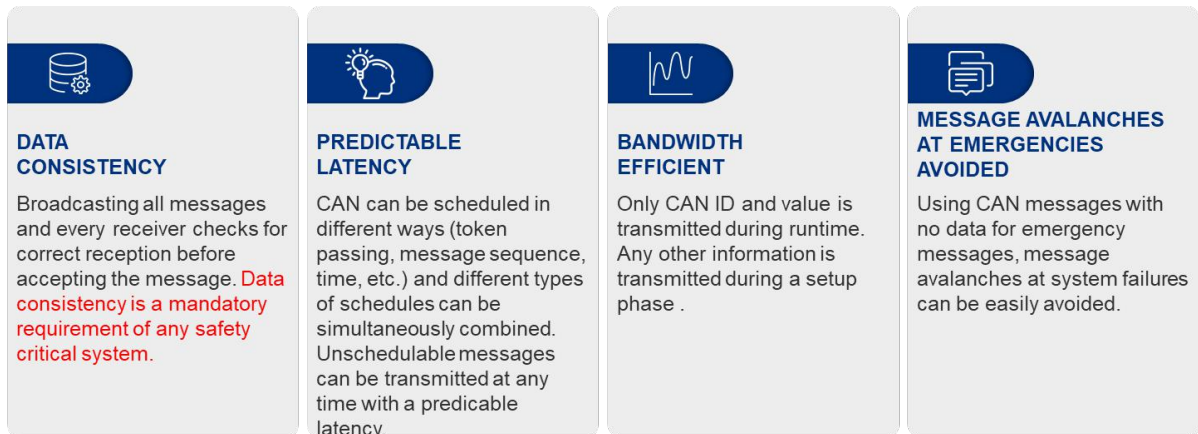 DATA
CONSISTENCY
Broadcasting all messages
and every receiver checks for
correct reception before
accepting the message. Data
consistency is a mandatory
requirement of any safety
critical system.
PREDICTABLE
LATENCY
CAN can be scheduled in
different ways (token
passing, message sequence,
time, etc.) and different types
of schedules can be
simultaneously combined.
Unschedulable messages
can be transmitted at any
time with a predicable
latency.
BANDWIDTH
EFFICIENT
Only CAN ID and value is
transmitted during runtime.
Any other information is
transmitted during a setup
phase .
MESSAGE AVALANCHES
AT EMERGENCIES
AVOIDED
Using CAN messages with
no data for emergency
messages, message
avalanches at system failures
can be easily avoided.